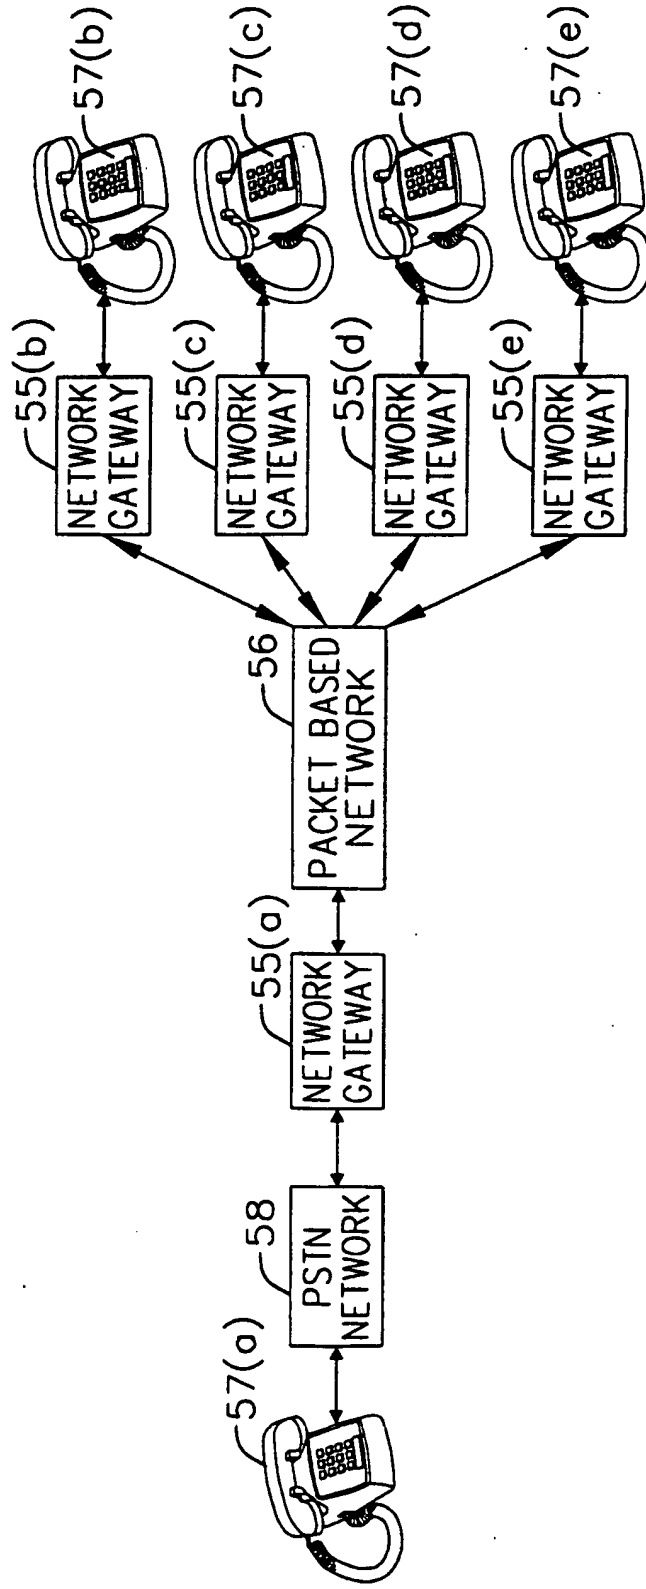 57(a)
58
PSTN
NETWORK
55(a)
NETWORK
GATEWAY
56
PACKET BASED
NETWORK
55(b)
NETWORK
GATEWAY
57(b)
55(c)
NETWORK
GATEWAY
57(c)
55(d)
NETWORK
GATEWAY
57(d)
55(e)
NETWORK
GATEWAY
57(e)